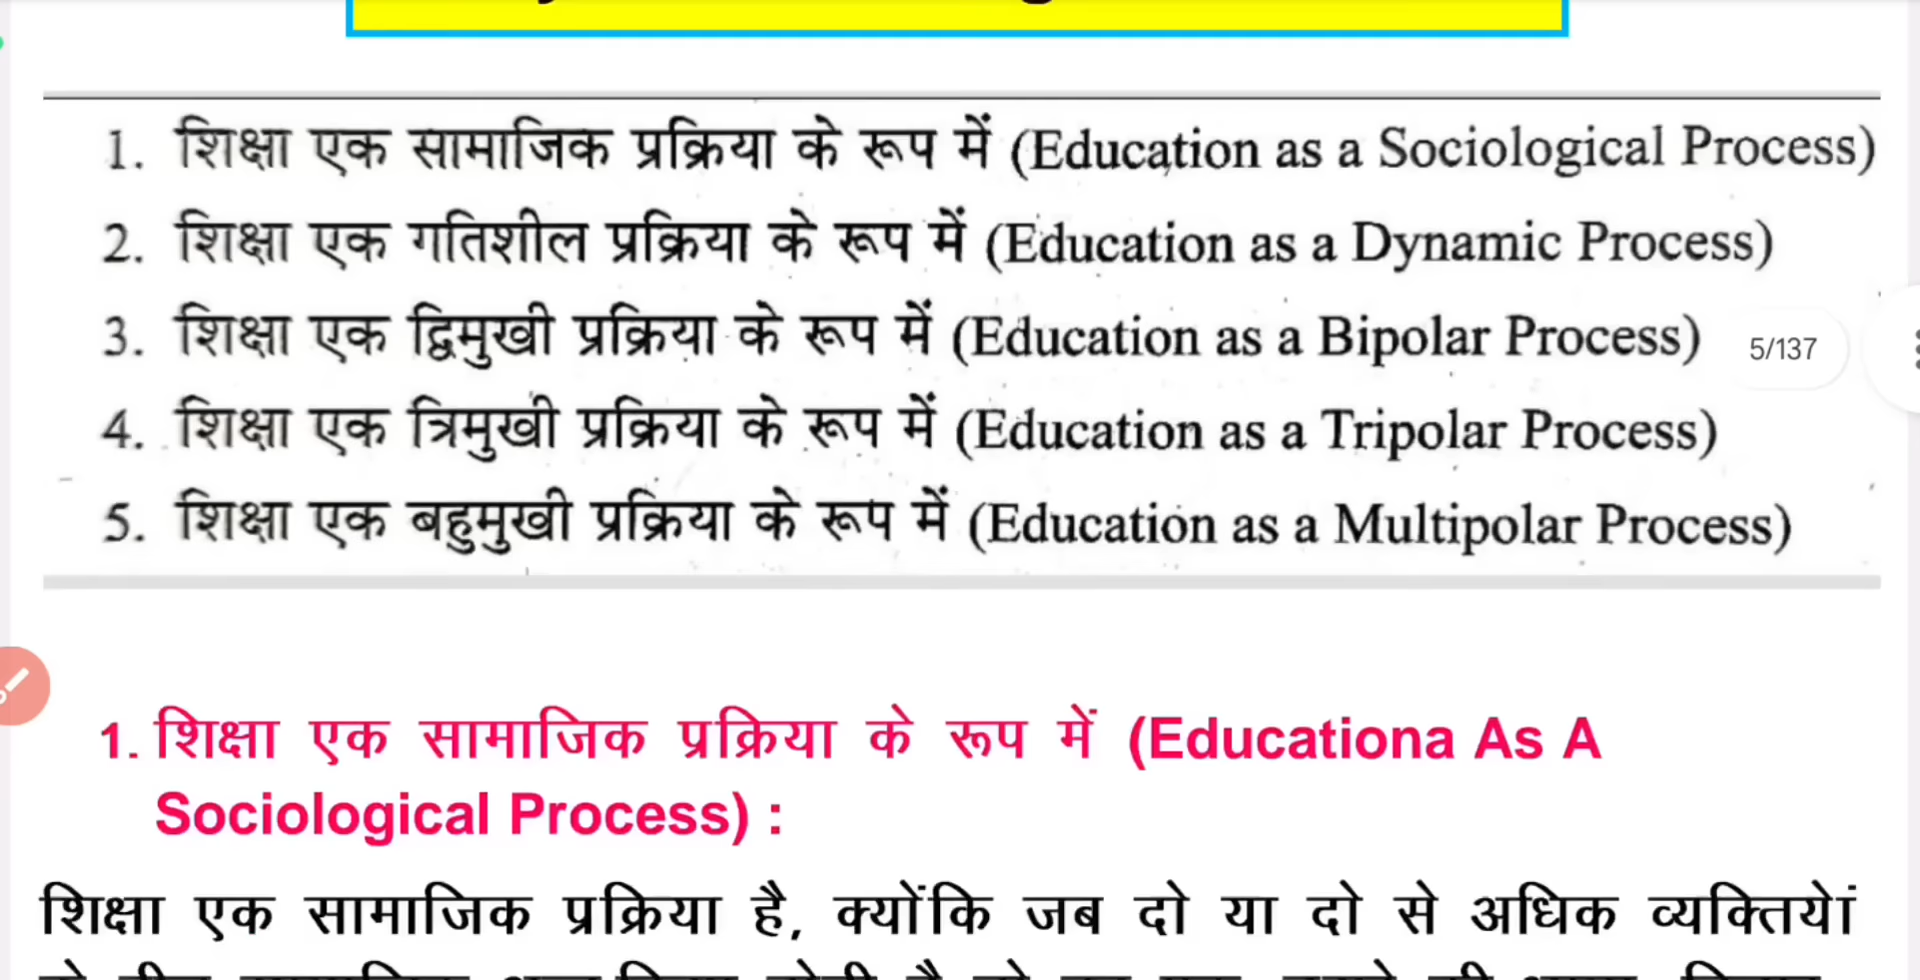 1. शिक्षा एक सामाजिक प्रक्रिया के रूप में (Education as a Sociological Process)
2. शिक्षा एक गतिशील प्रक्रिया के रूप में (Education as a Dynamic Process)
3. शिक्षा एक द्विमुखी प्रक्रिया के रूप में (Education as a Bipolar Process)
5/137
4. शिक्षा एक त्रिमुखी प्रक्रिया के रूप में (Education as a Tripolar Process)
5. शिक्षा एक बहुमुखी प्रक्रिया के रूप में (Education as a Multipolar Process)
1. शिक्षा एक सामाजिक प्रक्रिया के रूप में (Educationa As A
Sociological Process) :
शिक्षा एक सामाजिक प्रक्रिया है, क्योंकि जब दो या दो से अधिक व्यक्तियेां